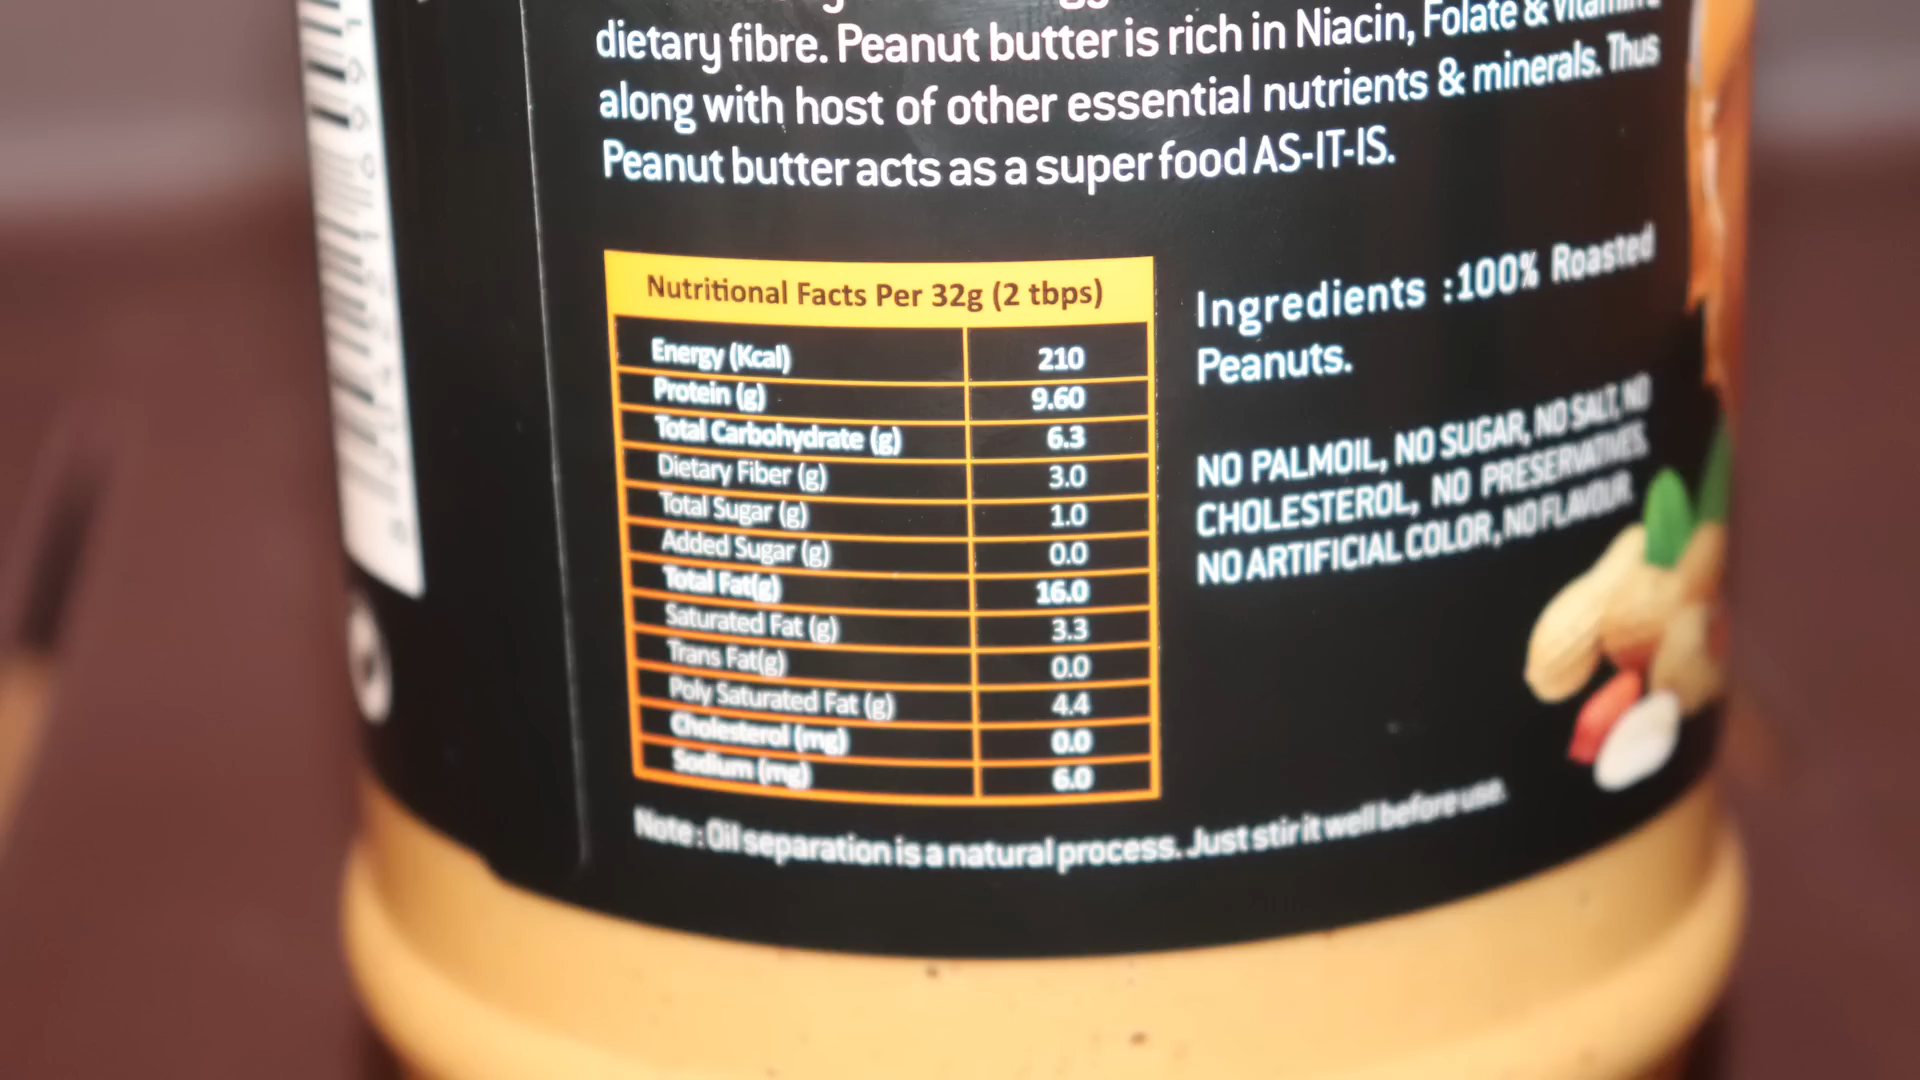 dietary fibre. Peanut butter is rich in Niacin, Folate &
along with host of other essential nutrients & minerals. Thus
Peanut butter acts as a super food AS-IT-IS.
Nutritional Facts Per 32g (2 tbps)
Energy (Kcal) 210
Protein (g) 9.60
Total Carbohydrate (g) 6.3
Dietary Fiber (g) 3.0
Total Sugar (g) 1.0
Added Sugar (g) 0.0
Total Fat(g) 16.0
Saturated Fat (g) 3.3
Trans Fat(g) 0.0
Poly Saturated Fat (g) 4.4
Cholesterol (mg) 0.0
Sodium (mg) 6.0
Ingredients :100% Roasted
Peanuts.
NO PALMOIL, NO SUGAR, NO SALT, NO
CHOLESTEROL, NO PRESERVATIVES,
NO ARTIFICIAL COLOR, NO FLAVOUR.
Note : Oil separation is a natural process. Just stir it well before use.